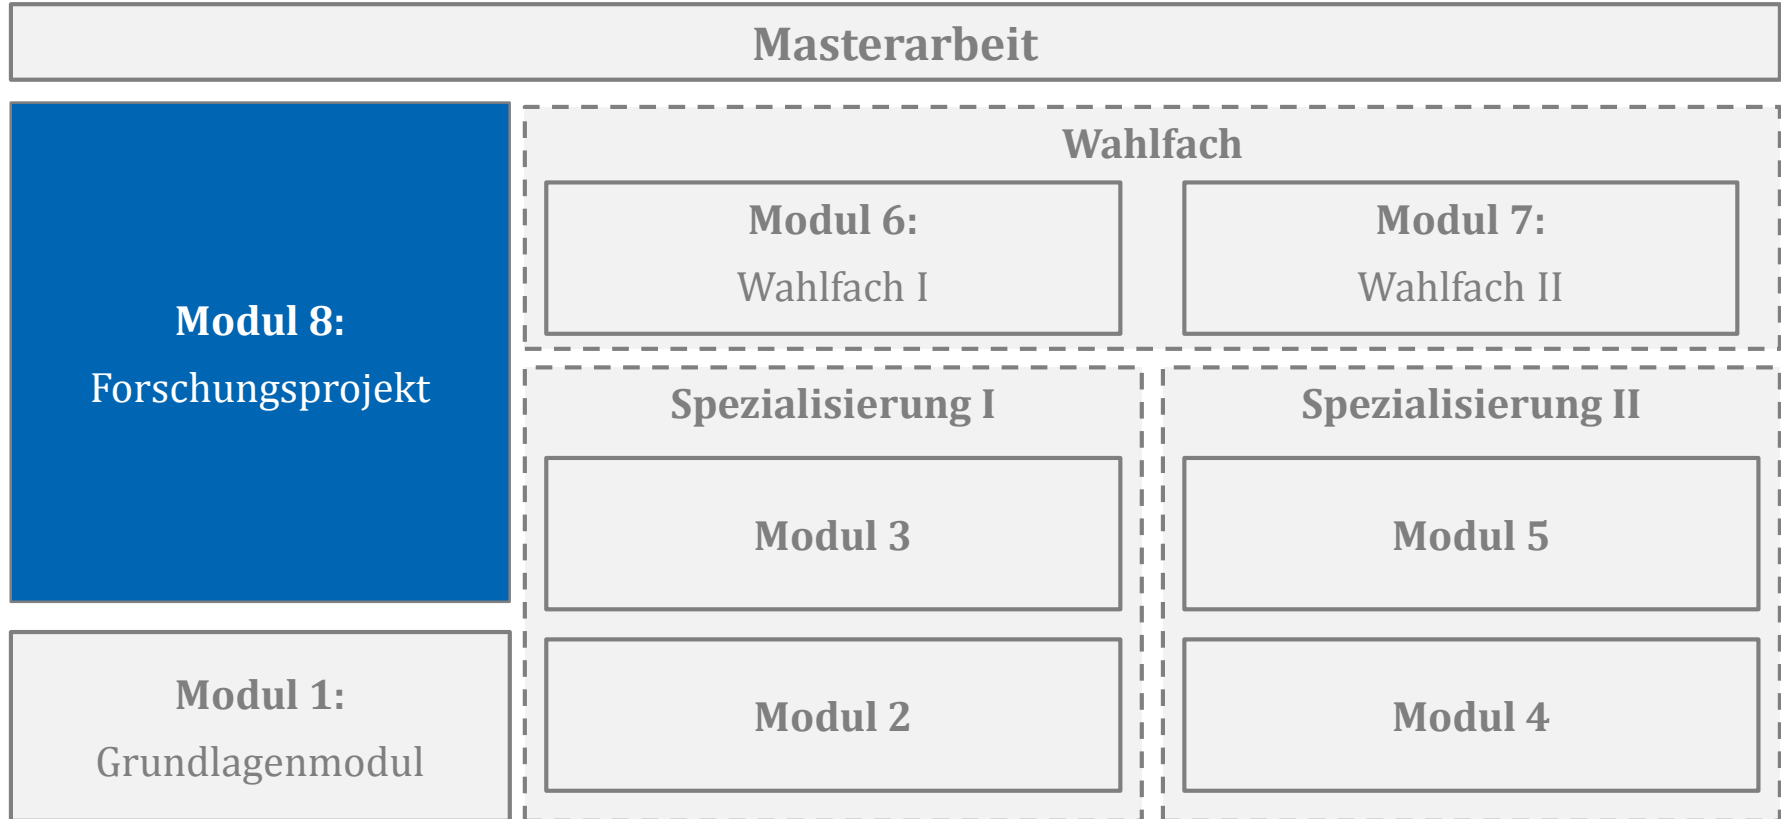 Masterarbeit
Modul 8:
Forschungsprojekt
Wahlfach
Modul 6:
Wahlfach I
Modul 7:
Wahlfach II
Spezialisierung I
Modul 3
Modul 2
Spezialisierung II
Modul 5
Modul 4
Modul 1:
Grundlagenmodul